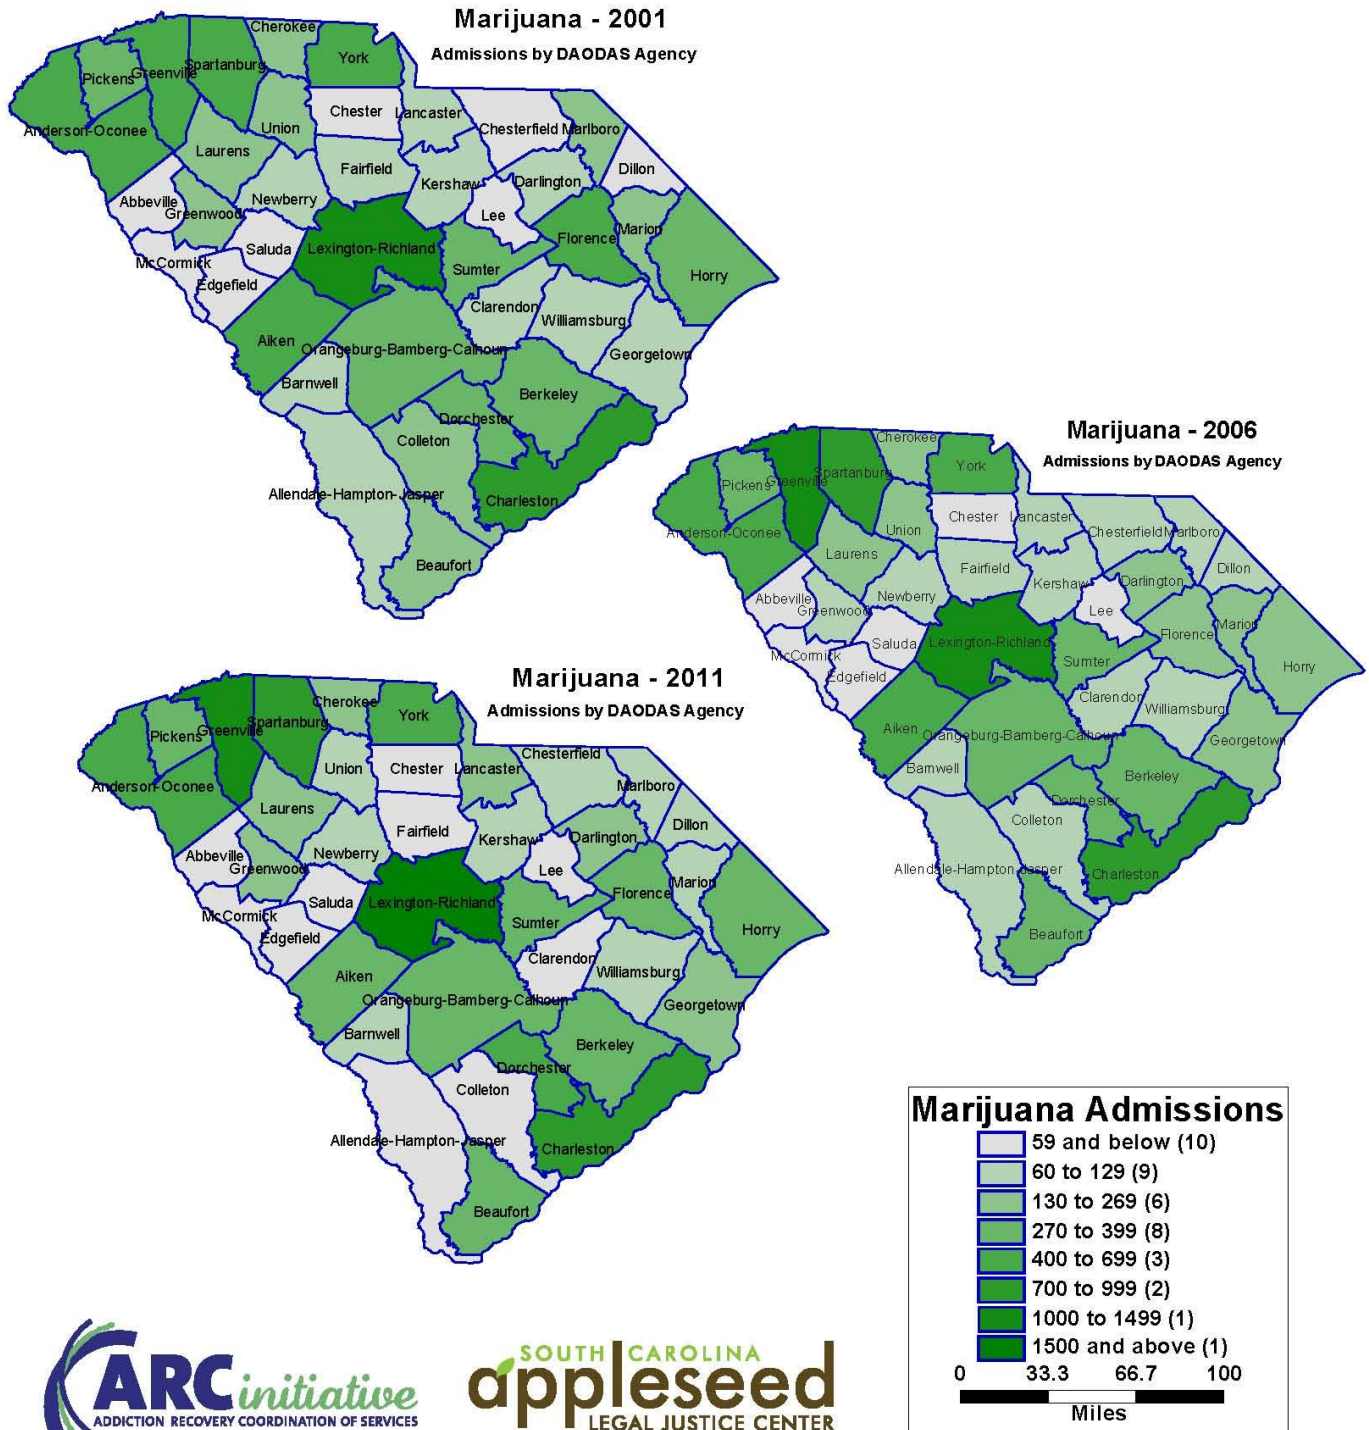 Marijuana - 2001
Admissions by DAODAS Agency
Cherokee
York
Spartanburg
Greenville
Pickens
Chester
Lancaster
Chesterfield
Marlboro
Anderson-Oconee
Union
Laurens
Fairfield
Dillon
Kershaw
Darlington
Newberry
Abbeville
Greenwood
Lee
Marion
Florence
Saluda
Lexington-Richland
McCormick
Sumter
Horry
Edgefield
Clarendon
Williamsburg
Aiken
Orangeburg-Bamberg-Calhoun
Georgetown
Barnwell
Berkeley
Dorchester
Colleton
Allendale-Hampton-Jasper
Charleston
Beaufort
Marijuana - 2006
Admissions by DAODAS Agency
Cherokee
York
Spartanburg
Greenville
Pickens
Chester
Lancaster
Anderson-Oconee
Union
Chesterfield
Marlboro
Laurens
Fairfield
Dillon
Kershaw
Darlington
Newberry
Abbeville
Greenwood
Lee
Marion
Florence
Saluda
Lexington-Richland
McCormick
Sumter
Horry
Edgefield
Clarendon
Williamsburg
Aiken
Orangeburg-Bamberg-Calhoun
Georgetown
Barnwell
Berkeley
Dorchester
Colleton
Allendale-Hampton-Jasper
Charleston
Beaufort
Marijuana - 2011
Admissions by DAODAS Agency
Cherokee
York
Spartanburg
Greenville
Pickens
Chesterfield
Union
Chester
Lancaster
Anderson-Oconee
Marlboro
Laurens
Fairfield
Dillon
Kershaw
Darlington
Newberry
Abbeville
Greenwood
Lee
Marion
Florence
Saluda
Lexington-Richland
McCormick
Sumter
Horry
Edgefield
Clarendon
Williamsburg
Aiken
Orangeburg-Bamberg-Calhoun
Georgetown
Barnwell
Berkeley
Dorchester
Colleton
Allendale-Hampton-Jasper
Charleston
Beaufort
Marijuana Admissions
59 and below (10)
60 to 129 (9)
130 to 269 (6)
270 to 399 (8)
400 to 699 (3)
700 to 999 (2)
1000 to 1499 (1)
1500 and above (1)
0 33.3 66.7 100
Miles
ARC initiative
ADDICTION RECOVERY COORDINATION OF SERVICES
SOUTH CAROLINA
appleseed
LEGAL JUSTICE CENTER